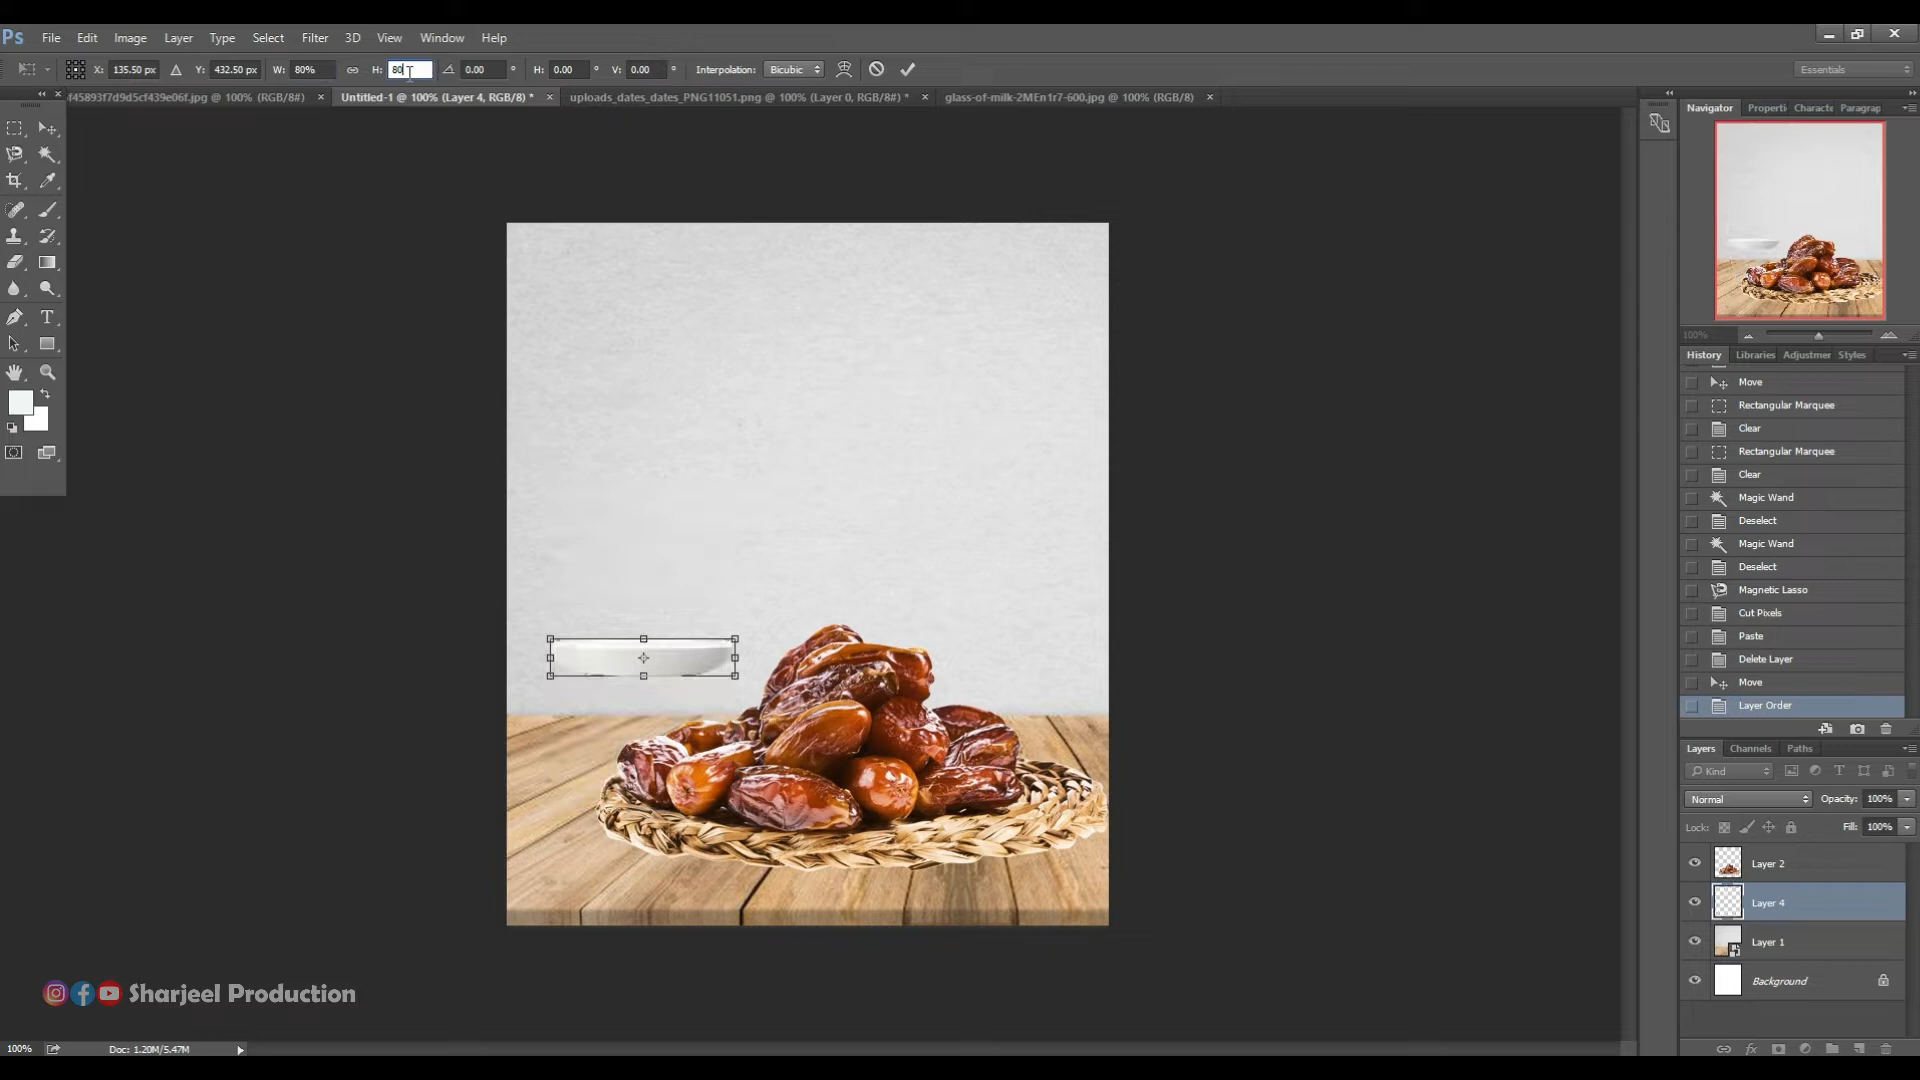 Ps File Edit Image Layer Type Select Filter 3D View Window Help
X: 135.50 px Y: 432.50 px W: 80% H: 80 0.00 ° H: 0.00 ° V: 0.00 ° Interpolation: Bicubic Essentials
f45893f7d9d5cf439e06f.jpg @ 100% (RGB/8#) × Untitled-1 @ 100% (Layer 4, RGB/8) * × uploads_dates_dates_PNG11051.png @ 100% (Layer 0, RGB/8#) * × glass-of-milk-2MEn1r7-600.jpg @ 100% (RGB/8) ×
Navigator Properti Characte Paragrap
100%
History Libraries Adjustmer Styles
Move
Rectangular Marquee
Clear
Rectangular Marquee
Clear
Magic Wand
Deselect
Magic Wand
Deselect
Magnetic Lasso
Cut Pixels
Paste
Delete Layer
Move
Layer Order
Layers Channels Paths
Kind
Normal Opacity: 100%
Lock: Fill: 100%
Layer 2
Layer 4
Layer 1
Background
Sharjeel Production
100% Doc: 1.20M/5.47M